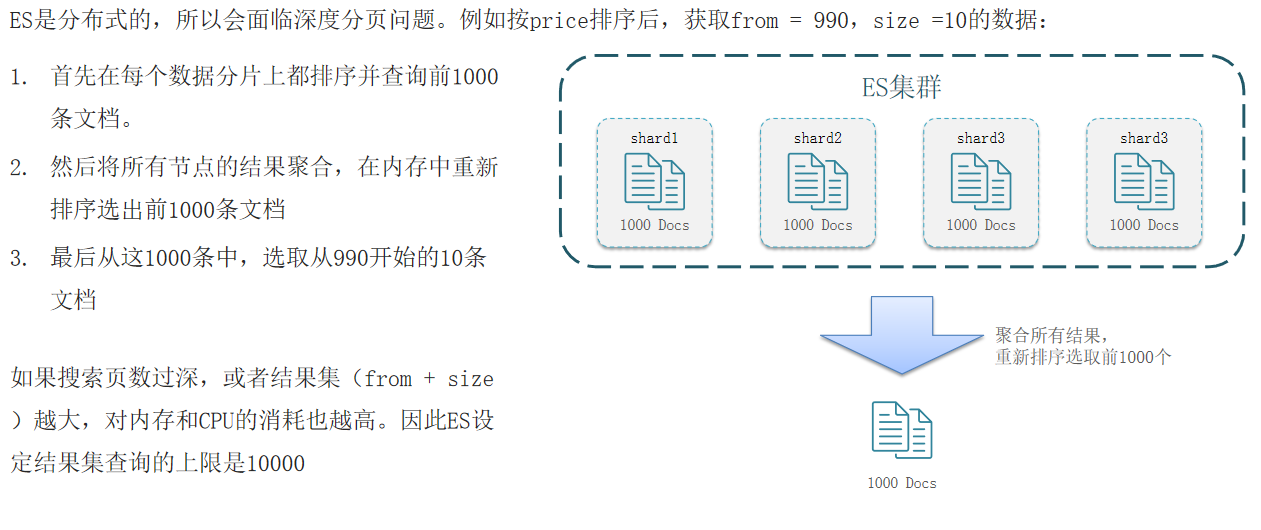 ES是分布式的，所以会面临深度分页问题。例如按price排序后，获取from = 990，size =10的数据：
1. 首先在每个数据分片上都排序并查询前1000
条文档。
2. 然后将所有节点的结果聚合，在内存中重新
排序选出前1000条文档
3. 最后从这1000条中，选取从990开始的10条
文档
如果搜索页数过深，或者结果集（from + size
）越大，对内存和CPU的消耗也越高。因此ES设
定结果集查询的上限是10000
ES集群
shard1
1000 Docs
shard2
1000 Docs
shard3
1000 Docs
shard3
1000 Docs
聚合所有结果，
重新排序选取前1000个
1000 Docs